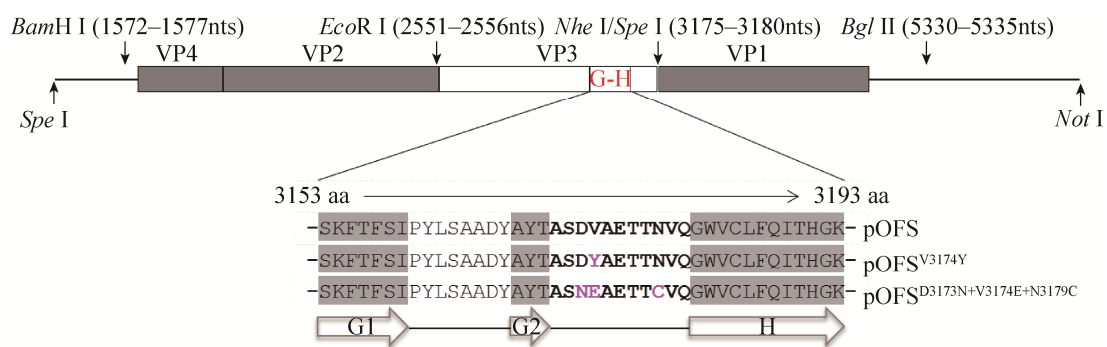 BamH I (1572–1577nts) EcoR I (2551–2556nts) Nhe I/Spe I (3175–3180nts) Bgl II (5330–5335nts)
VP4 VP2 VP3 VP1
G-H
Spe I Not I
3153 aa 3193 aa
SKFTFSIPYLSAADYAYTASDVAETTNVQGWVCLFQITHGK pOFS
SKFTFSIPYLSAADYAYTASDYAETTNVQGWVCLFQITHGK pOFSV3174Y
SKFTFSIPYLSAADYAYTASNEAETTCVQGWVCLFQITHGK pOFSD3173N+V3174E+N3179C
G1 G2 H